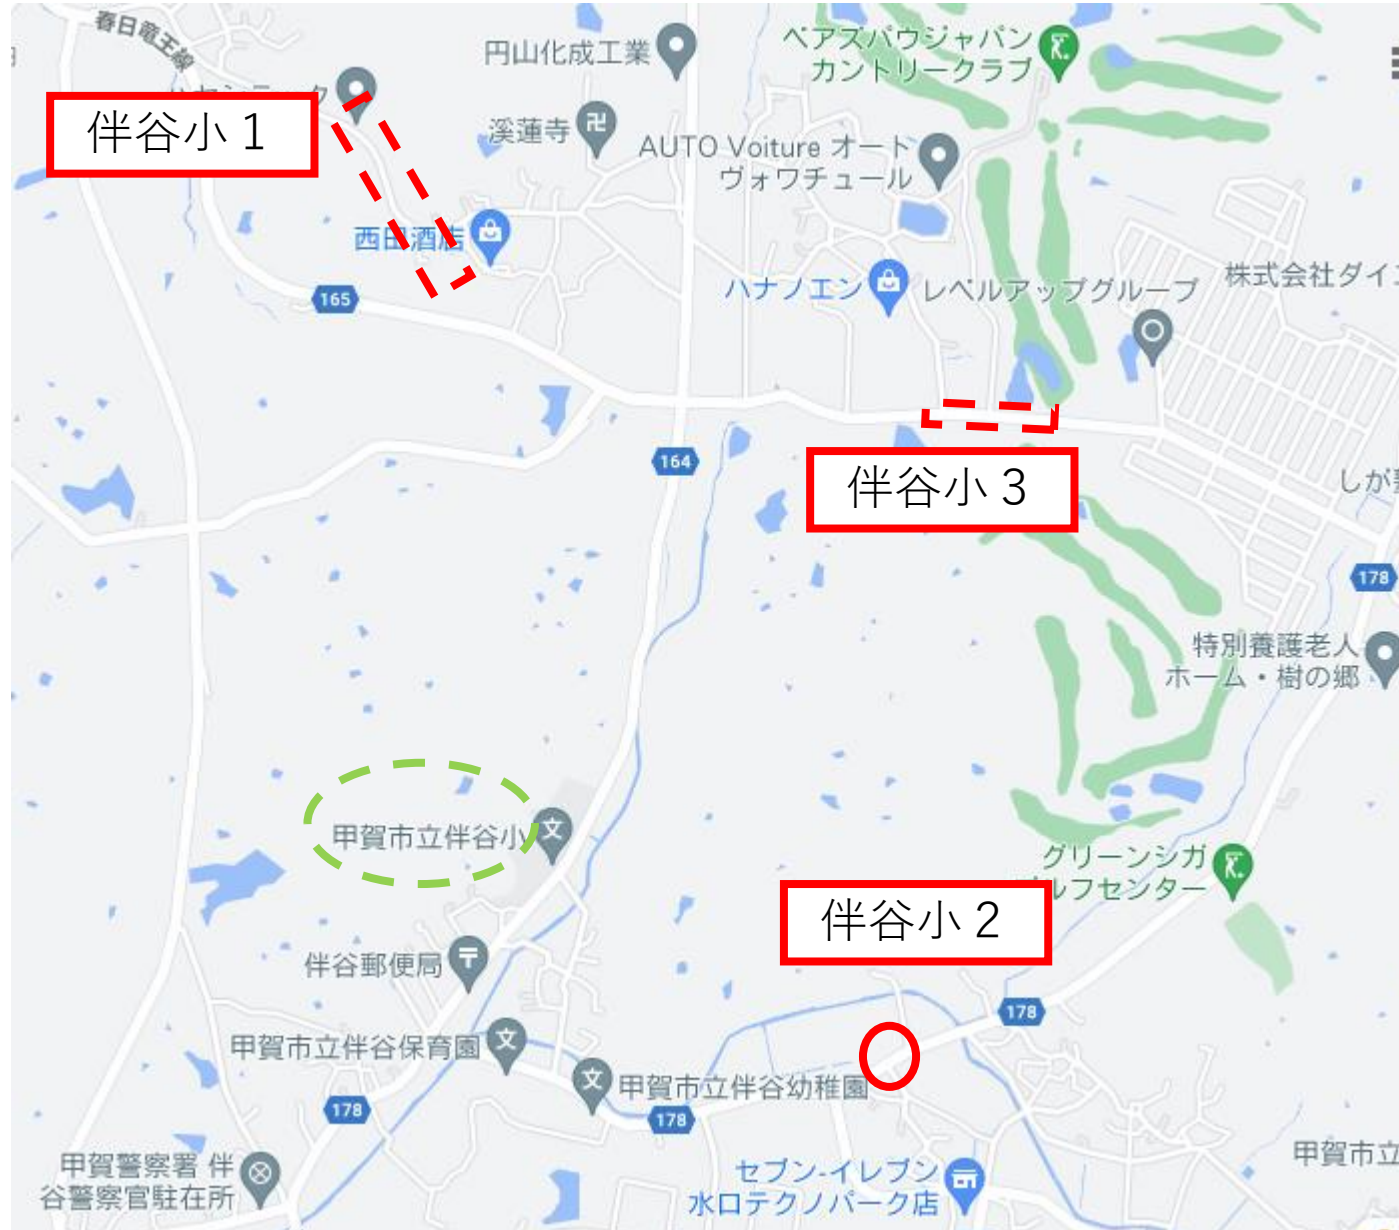 春日竜王線
円山化成工業
ベアズパウジャパン
カントリークラブ
伴谷小１
溪蓮寺
AUTO Voiture オート
ヴォワチュール
西田酒店
165
ハナノエン
レベルアップグループ
株式会社ダイ
164
伴谷小３
しが
178
特別養護老人
ホーム・樹の郷
甲賀市立伴谷小
グリーンシガ
ルフセンター
伴谷小２
伴谷郵便局
178
甲賀市立伴谷保育園
甲賀市立伴谷幼稚園
178
178
甲賀警察署 伴
谷警察官駐在所
セブン-イレブン
水口テクノパーク店
甲賀市立